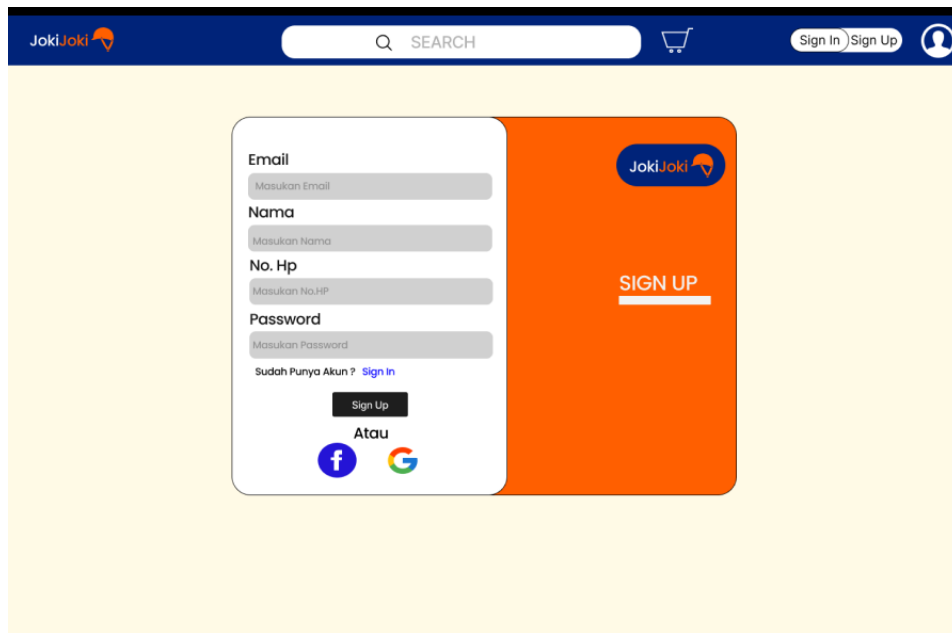 JokiJoki
SEARCH
Sign In Sign Up
Email
Masukan Email
Nama
Masukan Nama
No. Hp
Masukan No.HP
Password
Masukan Password
Sudah Punya Akun ? Sign In
Sign Up
Atau
f G
JokiJoki
SIGN UP